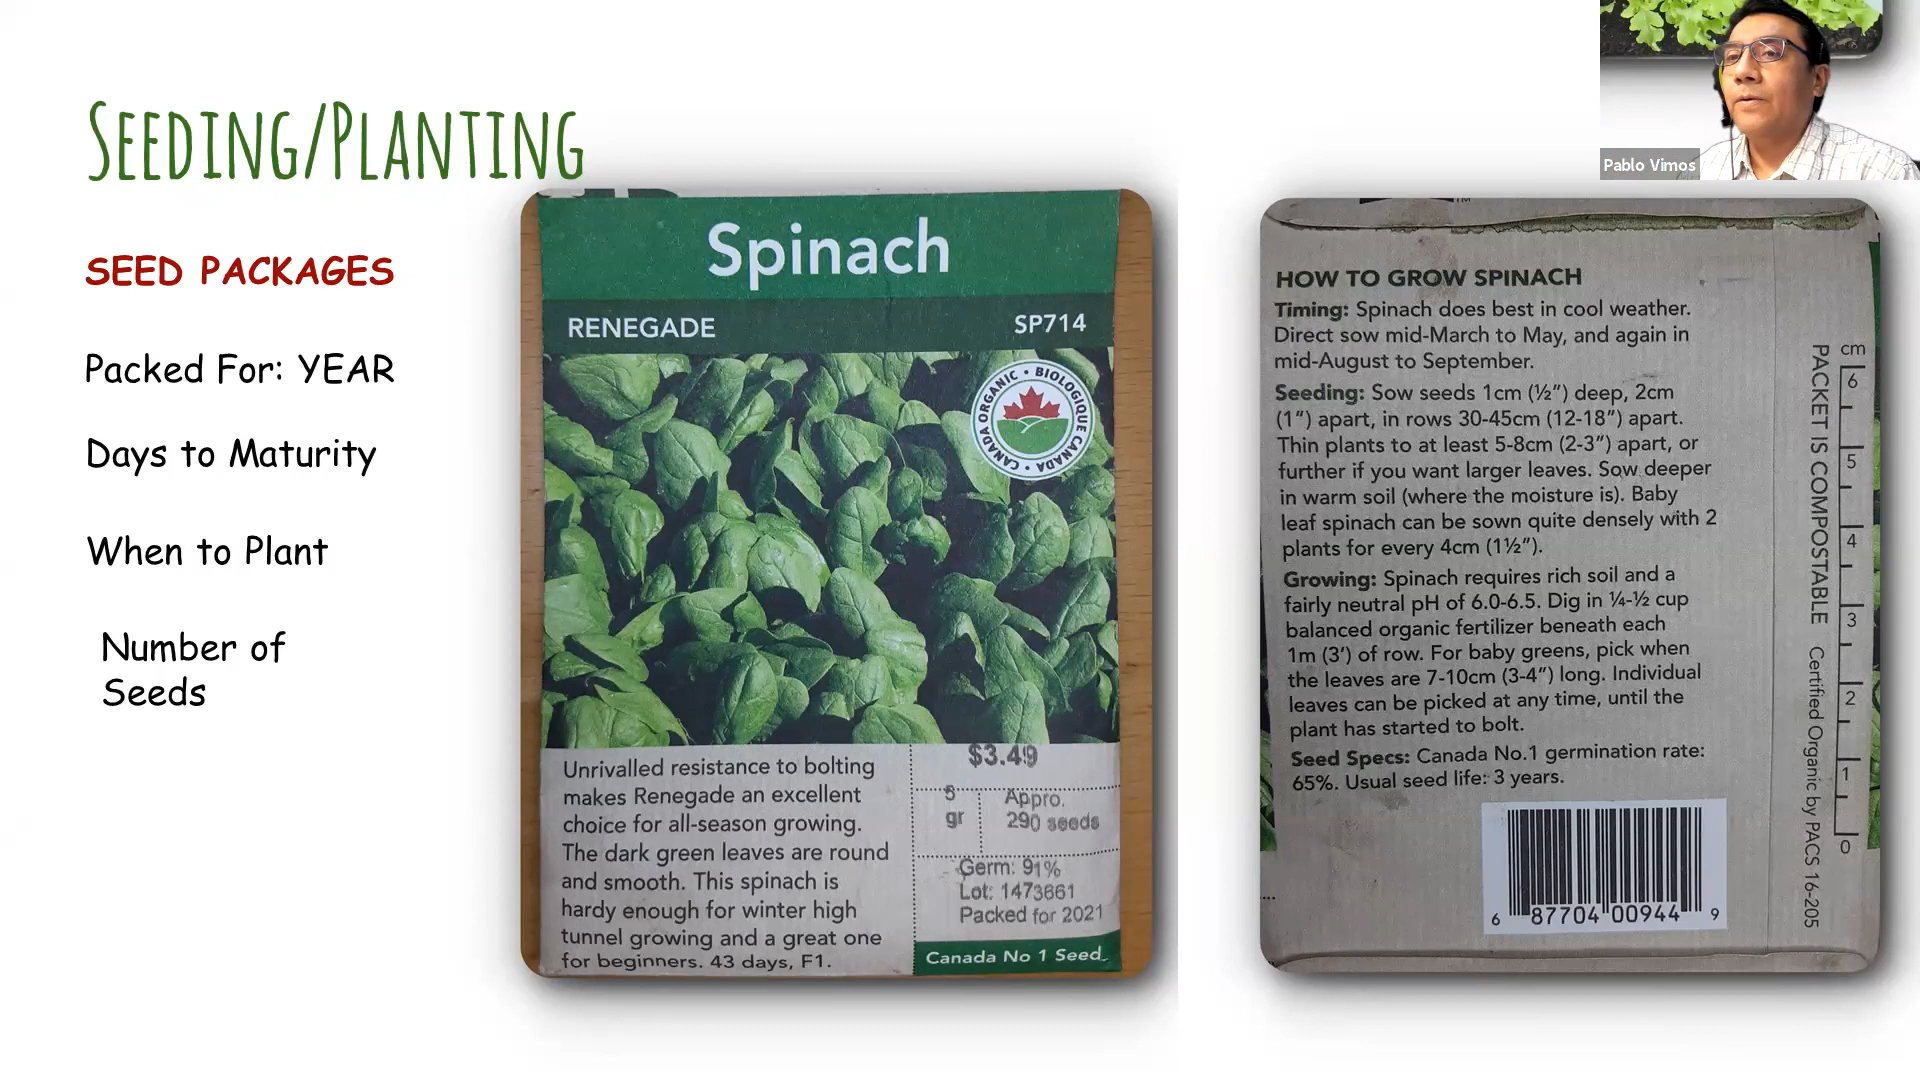 SEEDING/PLANTING
SEED PACKAGES
Packed For: YEAR
Days to Maturity
When to Plant
Number of
Seeds
Spinach
RENEGADE
SP714
CANADA ORGANIC • BIOLOGIQUE CANADA •
Unrivalled resistance to bolting
makes Renegade an excellent
choice for all-season growing.
The dark green leaves are round
and smooth. This spinach is
hardy enough for winter high
tunnel growing and a great one
for beginners. 43 days, F1.
$3.49
5
gr
Appro.
290 seeds
Germ: 91%
Lot: 1473661
Packed for 2021
Canada No 1 Seed
TM
HOW TO GROW SPINACH
Timing: Spinach does best in cool weather.
Direct sow mid-March to May, and again in
mid-August to September.
Seeding: Sow seeds 1cm (½”) deep, 2cm
(1”) apart, in rows 30-45cm (12-18”) apart.
Thin plants to at least 5-8cm (2-3”) apart, or
further if you want larger leaves. Sow deeper
in warm soil (where the moisture is). Baby
leaf spinach can be sown quite densely with 2
plants for every 4cm (1½”).
Growing: Spinach requires rich soil and a
fairly neutral pH of 6.0-6.5. Dig in ¼-½ cup
balanced organic fertilizer beneath each
1m (3’) of row. For baby greens, pick when
the leaves are 7-10cm (3-4”) long. Individual
leaves can be picked at any time, until the
plant has started to bolt.
Seed Specs: Canada No.1 germination rate:
65%. Usual seed life: 3 years.
6 87704 00944 9
PACKET IS COMPOSTABLE Certified Organic by PACS 16-205
cm
6
5
4
3
2
1
0
Pablo Vimos